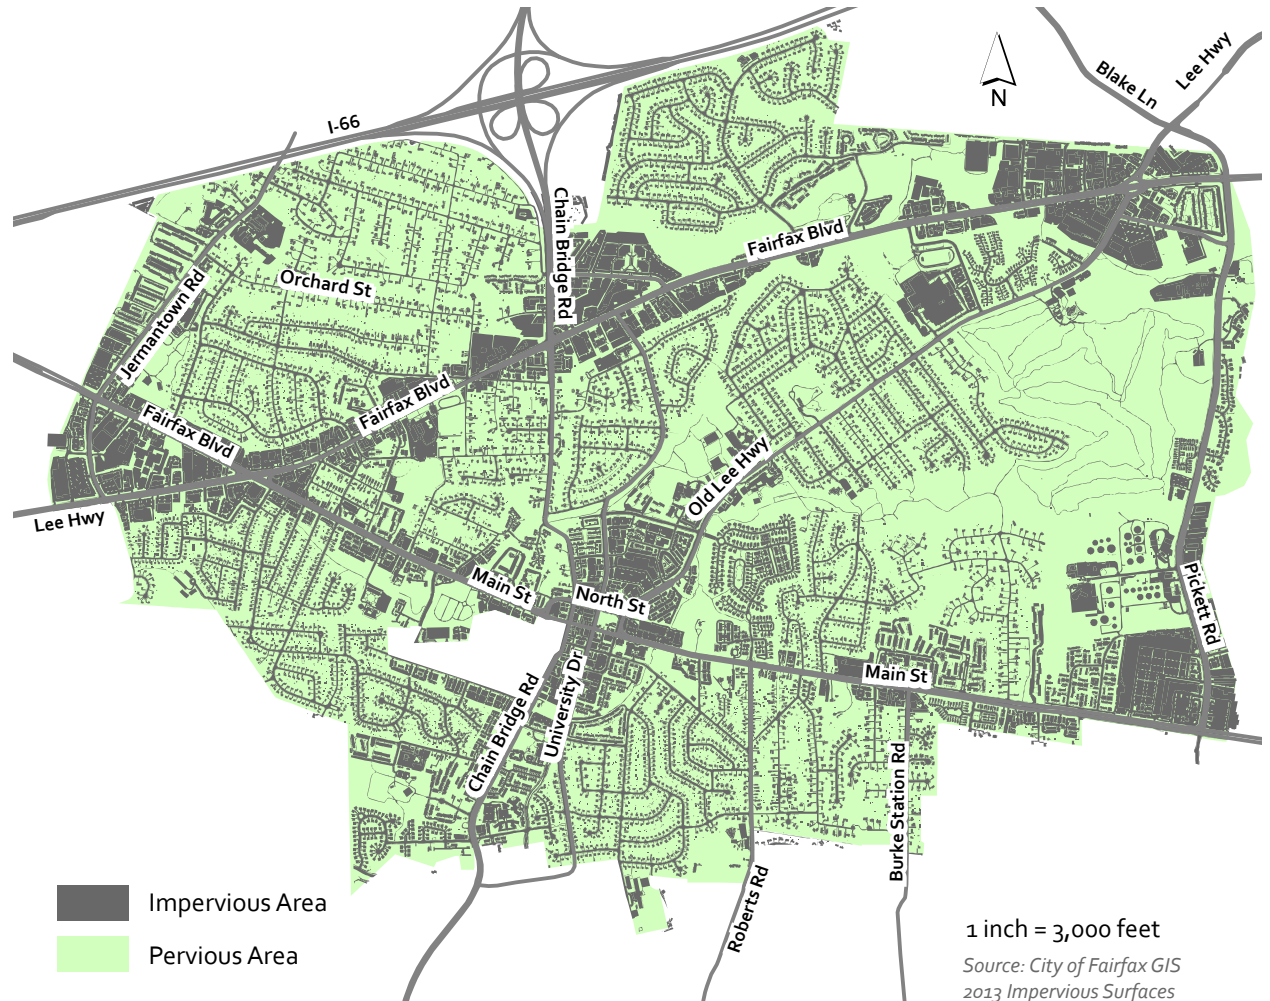 Blake Ln
Lee Hwy
N
I-66
Chain Bridge Rd
Fairfax Blvd
Orchard St
Jermantown Rd
Fairfax Blvd
Fairfax Blvd
Old Lee Hwy
Lee Hwy
Main St
North St
Pickett Rd
Main St
University Dr
Chain Bridge Rd
Burke Station Rd
Roberts Rd
Impervious Area
Pervious Area
1 inch = 3,000 feet
Source: City of Fairfax GIS
2013 Impervious Surfaces